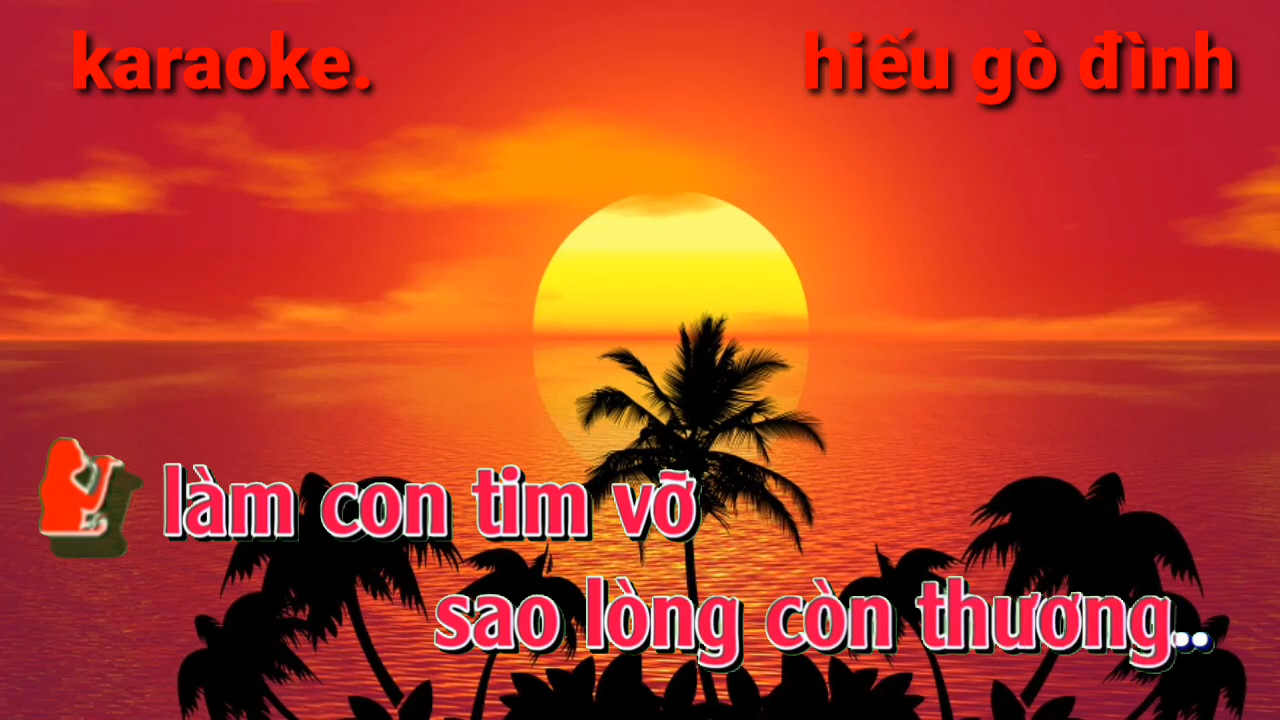 karaoke. hiếu gò đình
làm con tim vỡ
sao lòng còn thương...